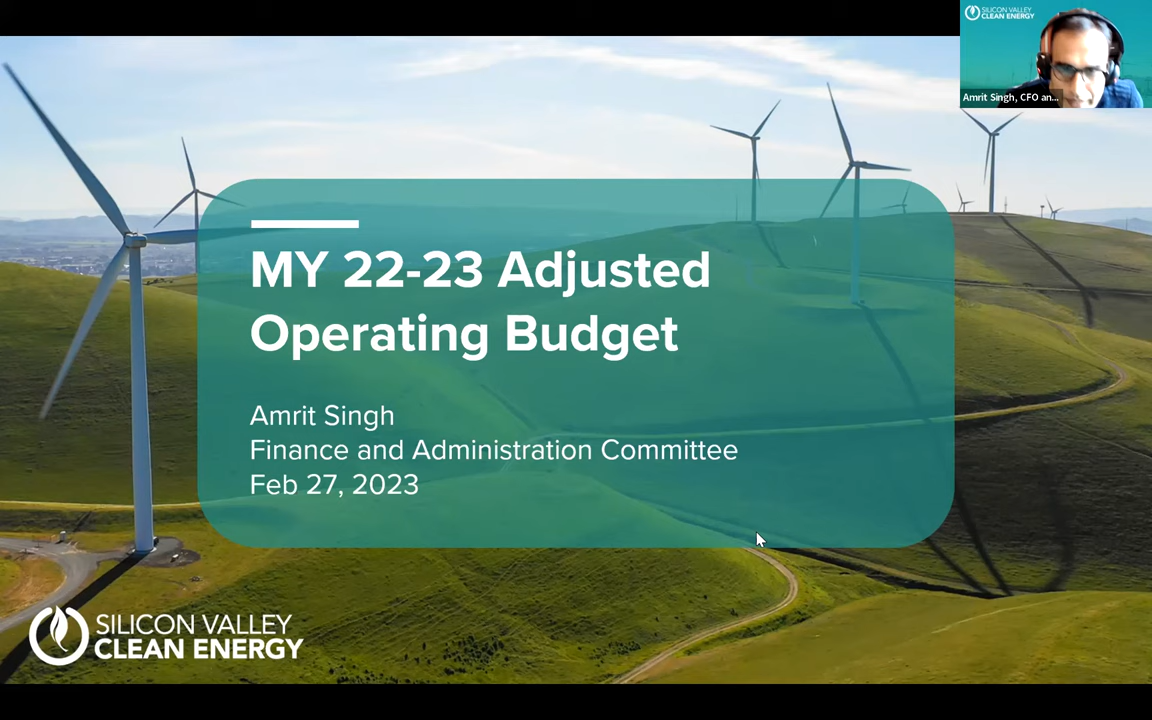 SILICON VALLEY
CLEAN ENERGY
Amrit Singh, CFO an...
MY 22-23 Adjusted
Operating Budget
Amrit Singh
Finance and Administration Committee
Feb 27, 2023
SILICON VALLEY
CLEAN ENERGY